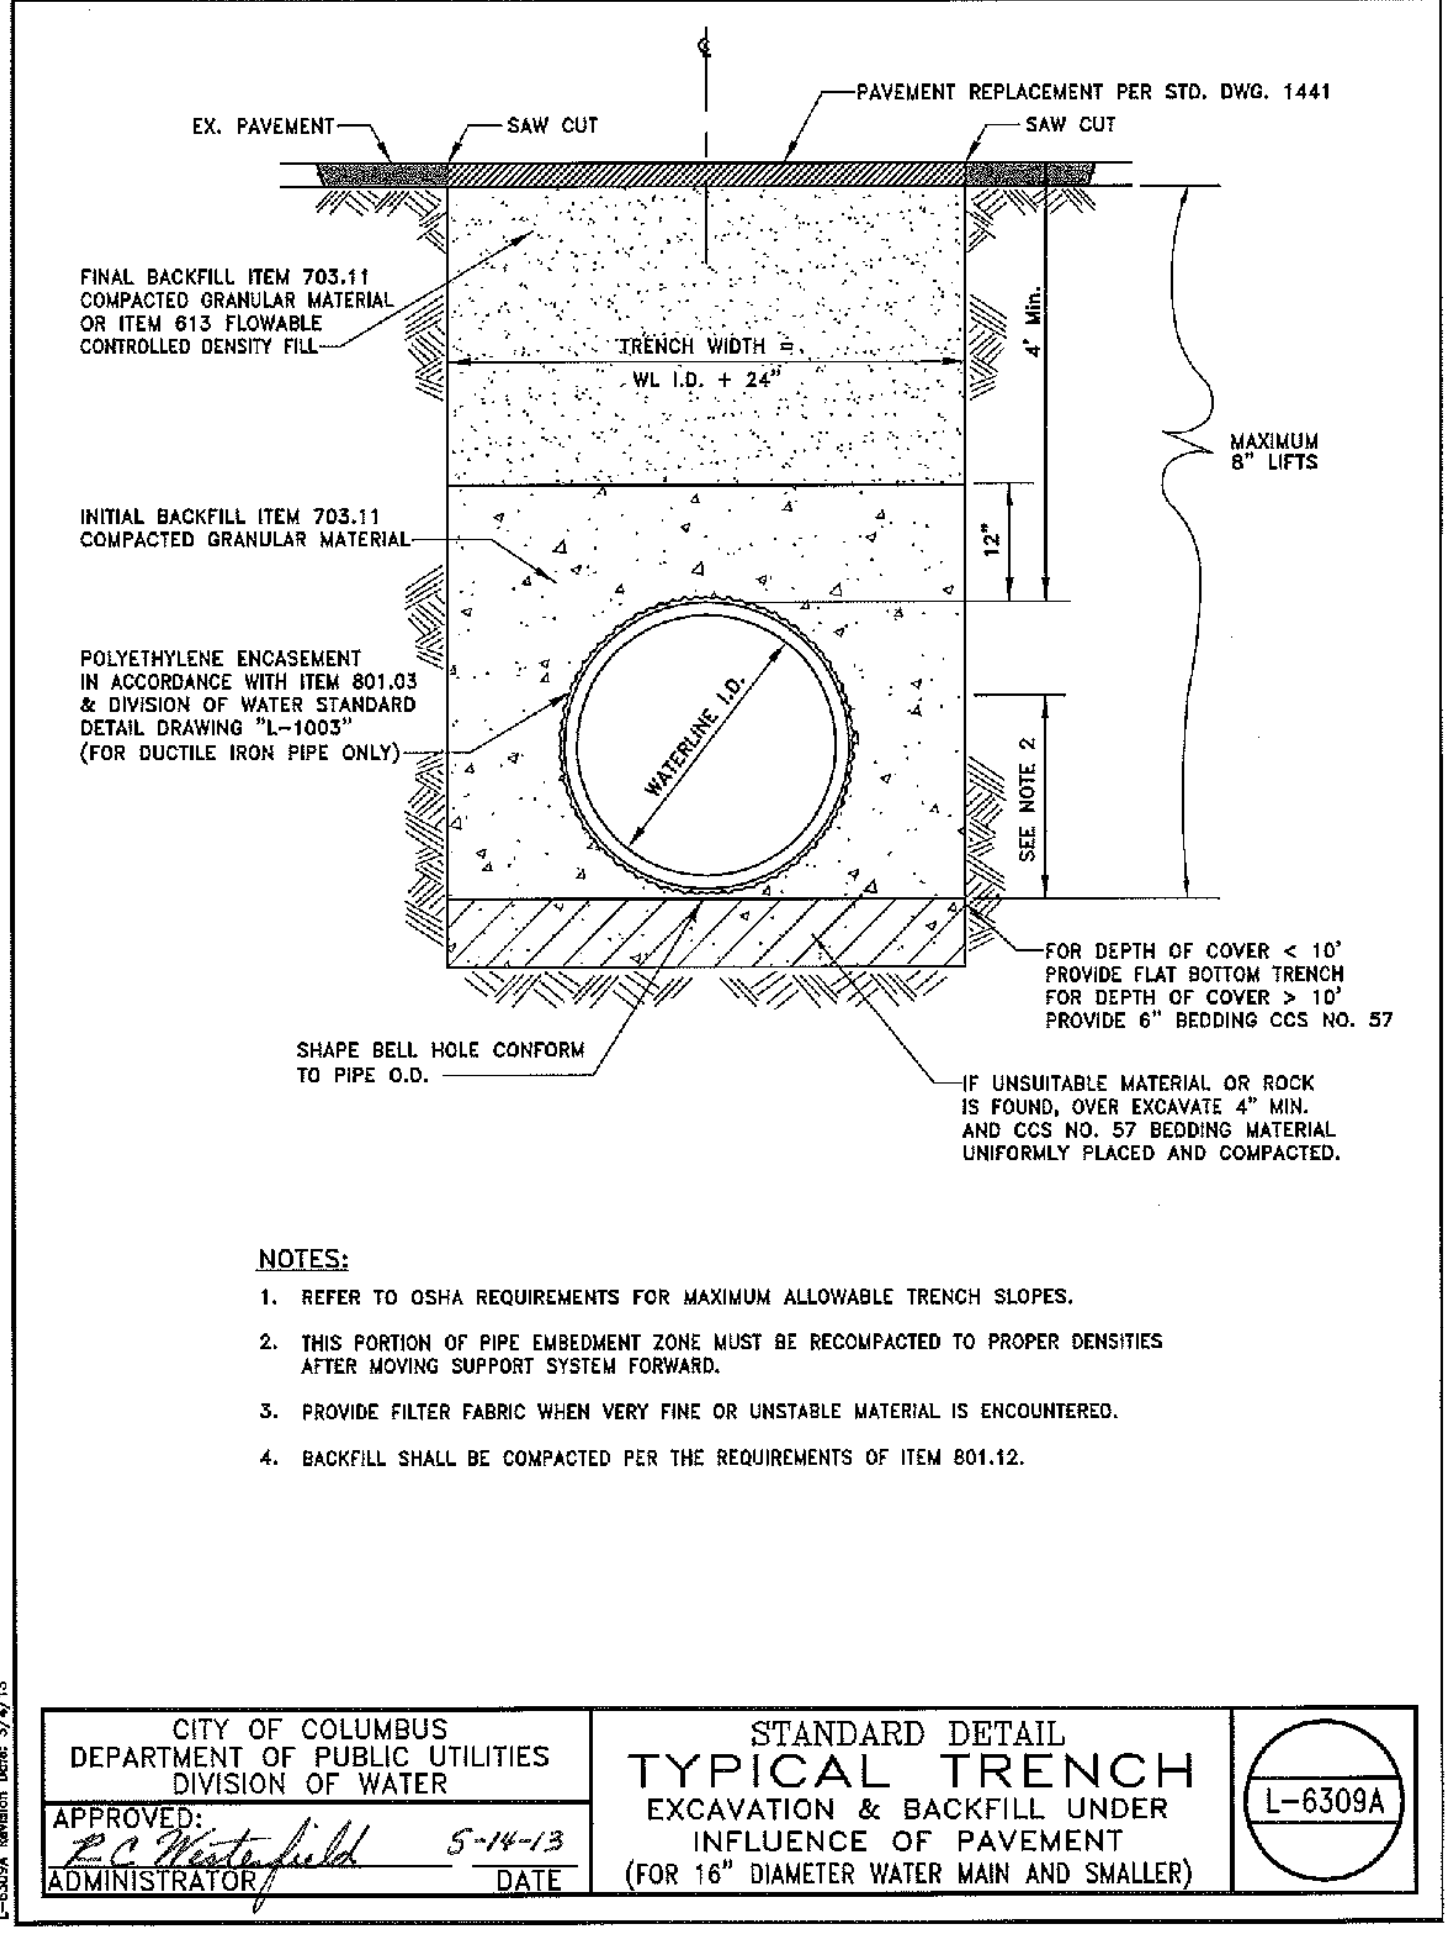 ℄
PAVEMENT REPLACEMENT PER STD. DWG. 1441
EX. PAVEMENT
SAW CUT
SAW CUT
FINAL BACKFILL ITEM 703.11
COMPACTED GRANULAR MATERIAL
OR ITEM 613 FLOWABLE
CONTROLLED DENSITY FILL
4' Min.
TRENCH WIDTH =
WL I.D. + 24"
MAXIMUM
8" LIFTS
INITIAL BACKFILL ITEM 703.11
COMPACTED GRANULAR MATERIAL
12"
POLYETHYLENE ENCASEMENT
IN ACCORDANCE WITH ITEM 801.03
& DIVISION OF WATER STANDARD
DETAIL DRAWING "L-1003"
(FOR DUCTILE IRON PIPE ONLY)
WATERLINE I.D.
SEE NOTE 2
FOR DEPTH OF COVER < 10'
PROVIDE FLAT BOTTOM TRENCH
FOR DEPTH OF COVER > 10'
PROVIDE 6" BEDDING CCS NO. 57
SHAPE BELL HOLE CONFORM
TO PIPE O.D.
IF UNSUITABLE MATERIAL OR ROCK
IS FOUND, OVER EXCAVATE 4" MIN.
AND CCS NO. 57 BEDDING MATERIAL
UNIFORMLY PLACED AND COMPACTED.
NOTES:
1. REFER TO OSHA REQUIREMENTS FOR MAXIMUM ALLOWABLE TRENCH SLOPES.
2. THIS PORTION OF PIPE EMBEDMENT ZONE MUST BE RECOMPACTED TO PROPER DENSITIES
AFTER MOVING SUPPORT SYSTEM FORWARD.
3. PROVIDE FILTER FABRIC WHEN VERY FINE OR UNSTABLE MATERIAL IS ENCOUNTERED.
4. BACKFILL SHALL BE COMPACTED PER THE REQUIREMENTS OF ITEM 801.12.
L-6309A Revision Date:
CITY OF COLUMBUS
DEPARTMENT OF PUBLIC UTILITIES
DIVISION OF WATER
APPROVED:
R C Westerfield 5-14-13
ADMINISTRATOR DATE
STANDARD DETAIL
TYPICAL TRENCH
EXCAVATION & BACKFILL UNDER
INFLUENCE OF PAVEMENT
(FOR 16" DIAMETER WATER MAIN AND SMALLER)
L-6309A